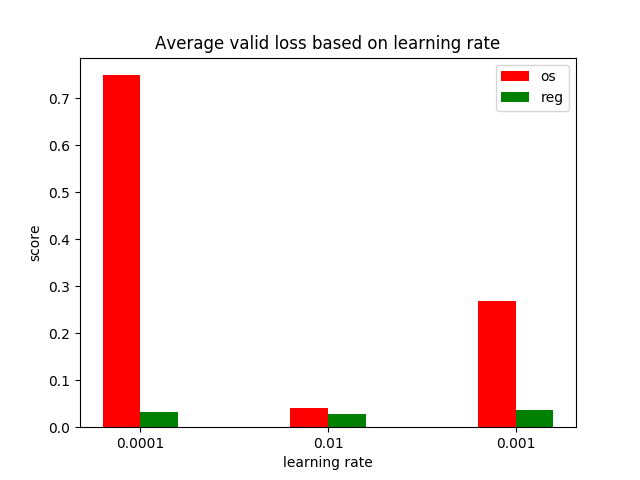 Average valid loss based on learning rate
os
reg
score
0.7
0.6
0.5
0.4
0.3
0.2
0.1
0.0
0.0001 0.01 0.001
learning rate